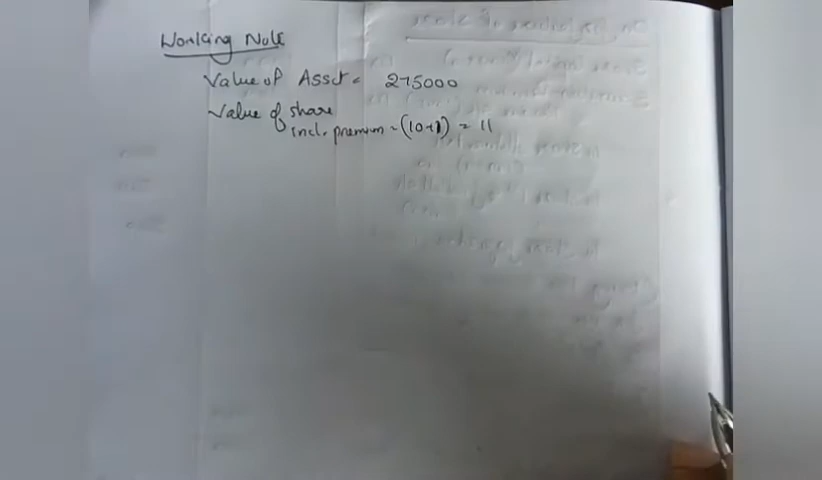 Working Note
Value of Asset = 275000
Value of share
incl. premium = (10+1) = 11